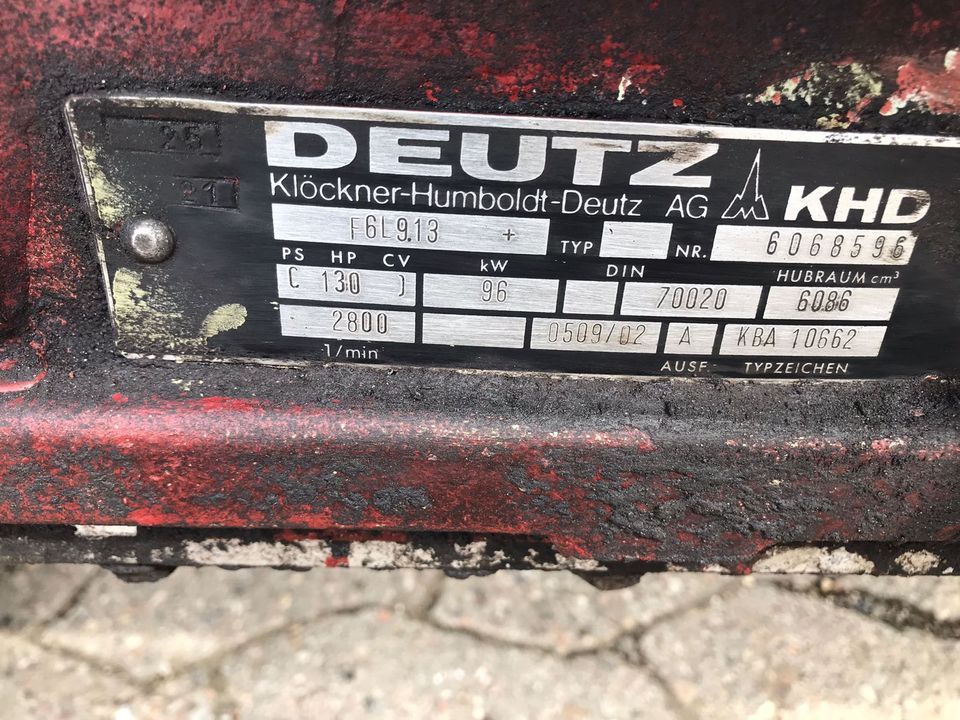 25
21
DEUTZ
Klöckner-Humboldt-Deutz AG KHD
F6L9.13 + TYP NR. 6068596
PS HP CV kW DIN HUBRAUM cm³
( 130 ) 96 70020 6086
2800 0509/02 A KBA 10662
1/min AUSF. TYPZEICHEN